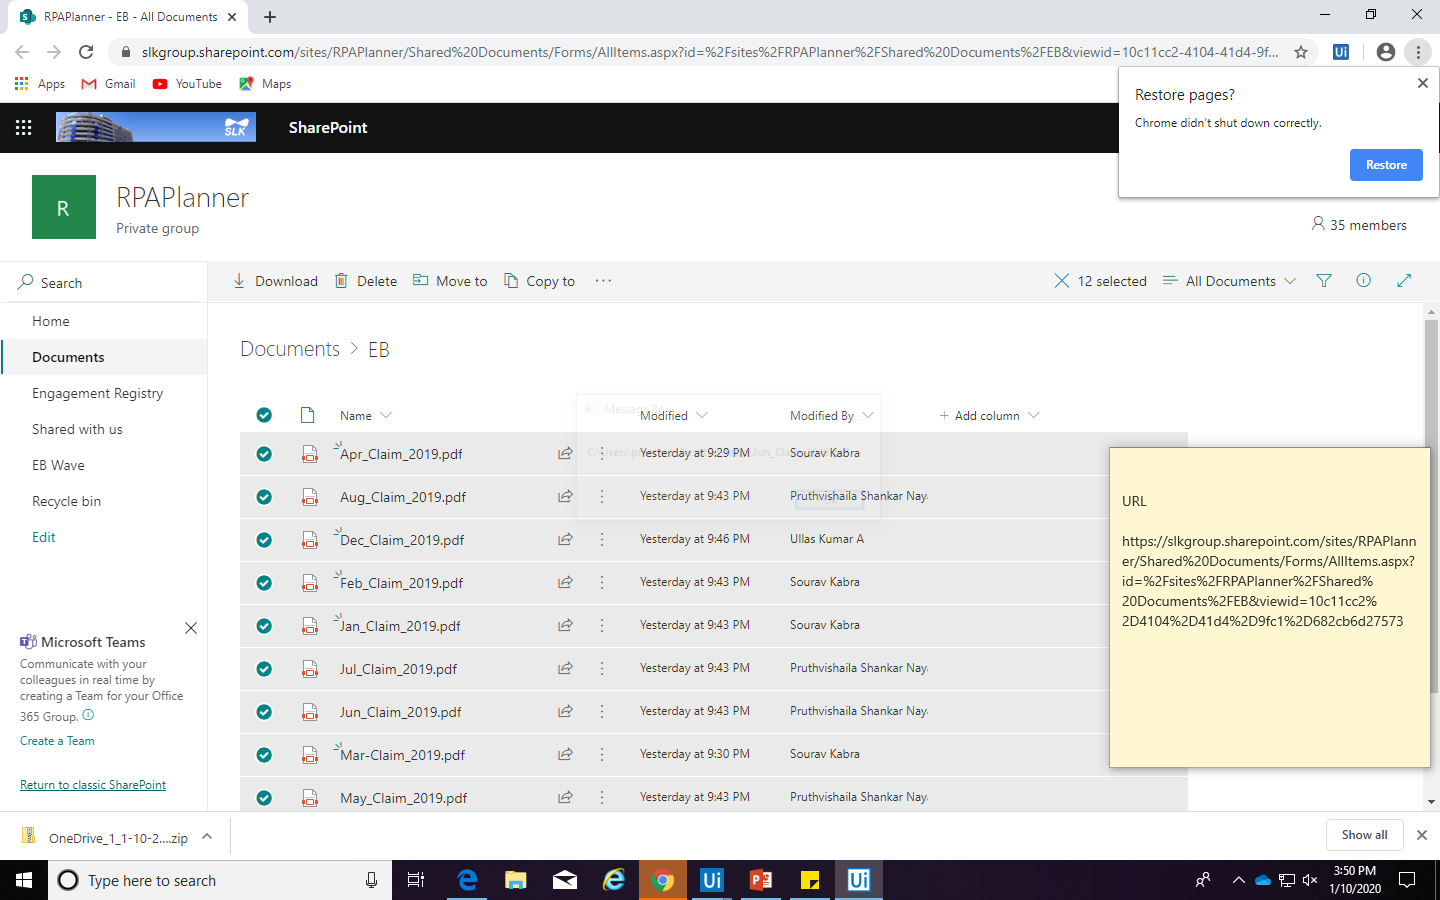 RPAPlanner - EB - All Documents
slkgroup.sharepoint.com/sites/RPAPlanner/Shared%20Documents/Forms/AllItems.aspx?id=%2Fsites%2FRPAPlanner%2FShared%20Documents%2FEB&viewid=10c11cc2-4104-41d4-9f...
Ui
Apps
Gmail
YouTube
Maps
Restore pages?
Chrome didn't shut down correctly.
Restore
SLK
SharePoint
R
RPAPlanner
Private group
35 members
Search
Download
Delete
Move to
Copy to
12 selected
All Documents
Home
Documents
Engagement Registry
Shared with us
EB Wave
Recycle bin
Edit
Documents > EB
Name
Modified
Modified By
+ Add column
Apr_Claim_2019.pdf Yesterday at 9:29 PM Sourav Kabra
Aug_Claim_2019.pdf Yesterday at 9:43 PM Pruthvishaila Shankar Naya
Dec_Claim_2019.pdf Yesterday at 9:46 PM Ullas Kumar A
Feb_Claim_2019.pdf Yesterday at 9:43 PM Sourav Kabra
Jan_Claim_2019.pdf Yesterday at 9:43 PM Sourav Kabra
Jul_Claim_2019.pdf Yesterday at 9:43 PM Pruthvishaila Shankar Naya
Jun_Claim_2019.pdf Yesterday at 9:43 PM Pruthvishaila Shankar Naya
Mar-Claim_2019.pdf Yesterday at 9:30 PM Sourav Kabra
May_Claim_2019.pdf Yesterday at 9:43 PM Pruthvishaila Shankar Naya
URL
https://slkgroup.sharepoint.com/sites/RPAPlann
er/Shared%20Documents/Forms/AllItems.aspx?
id=%2Fsites%2FRPAPlanner%2FShared%
20Documents%2FEB&viewid=10c11cc2%
2D4104%2D41d4%2D9fc1%2D682cb6d27573
Microsoft Teams
Communicate with your
colleagues in real time by
creating a Team for your Office
365 Group.
Create a Team
Return to classic SharePoint
OneDrive_1_1-10-2....zip
Show all
Type here to search
Ui
Ui
3:50 PM
1/10/2020